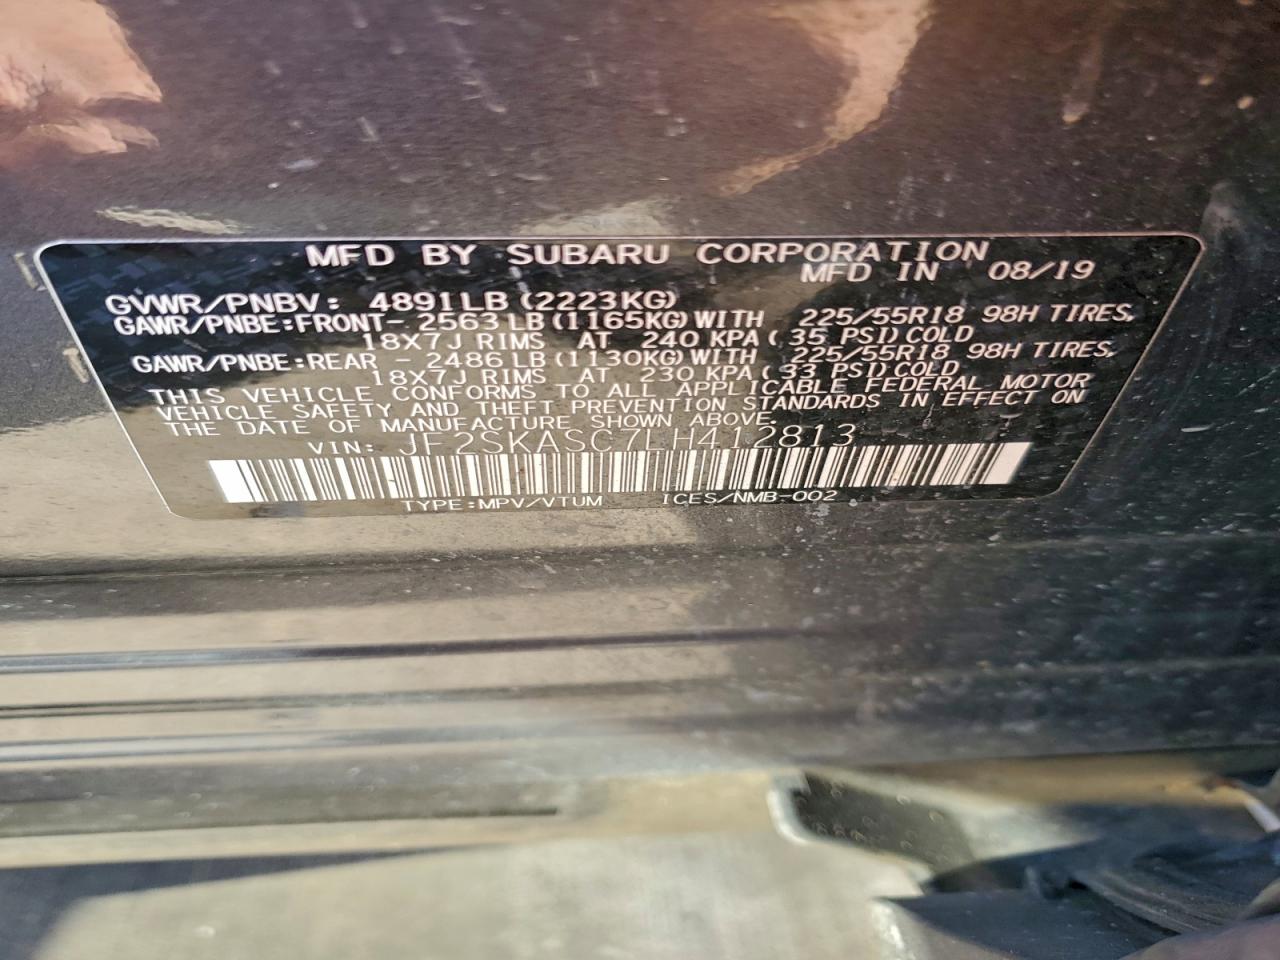 MFD BY SUBARU CORPORATION
MFD IN 08/19
GVWR/PNBV: 4891LB (2223KG)
GAWR/PNBE:FRONT- 2563 LB (1165KG) WITH 225/55R18 98H TIRES,
18X7J RIMS AT 240 KPA ( 35 PSI) COLD
GAWR/PNBE:REAR - 2486 LB (1130KG) WITH 225/55R18 98H TIRES,
18X7J RIMS AT 230 KPA ( 33 PSI) COLD
THIS VEHICLE CONFORMS TO ALL APPLICABLE FEDERAL MOTOR
VEHICLE SAFETY AND THEFT PREVENTION STANDARDS IN EFFECT ON
THE DATE OF MANUFACTURE SHOWN ABOVE.
VIN: JF2SKASC7LH412813
TYPE:MPV/VTUM ICES/NMB-002